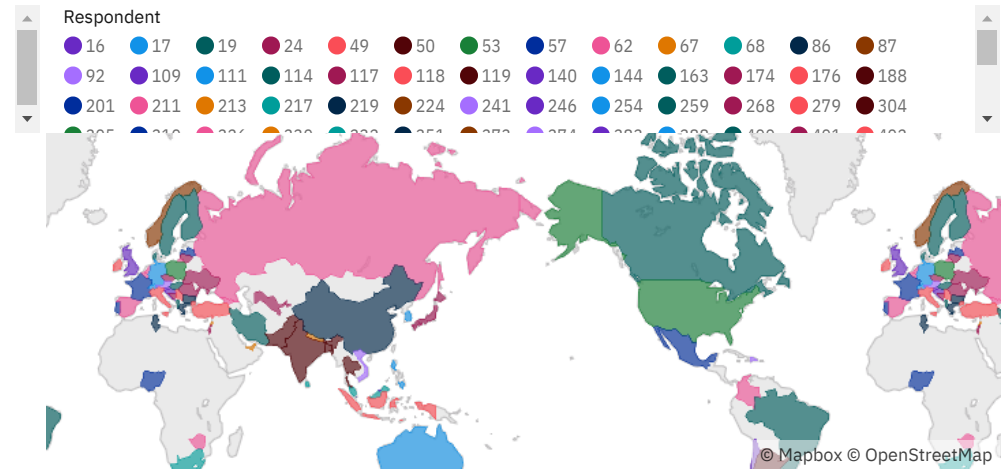 Respondent
16 17 19 24 49 50 53 57 62 67 68 86 87
92 109 111 114 117 118 119 140 144 163 174 176 188
201 211 213 217 219 224 241 246 254 259 268 279 304
© Mapbox © OpenStreetMap